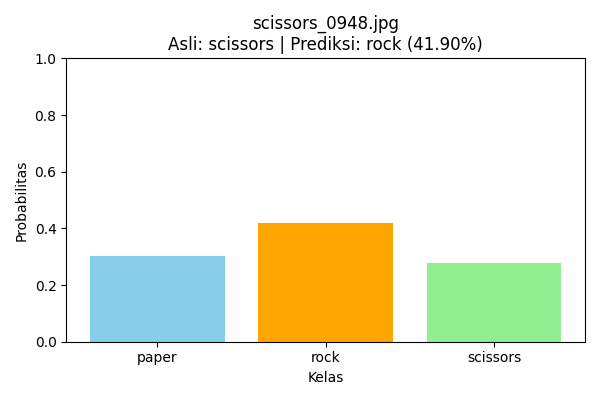 scissors_0948.jpg
Asli: scissors | Prediksi: rock (41.90%)
1.0
0.8
0.6
0.4
0.2
0.0
Probabilitas
paper rock scissors
Kelas